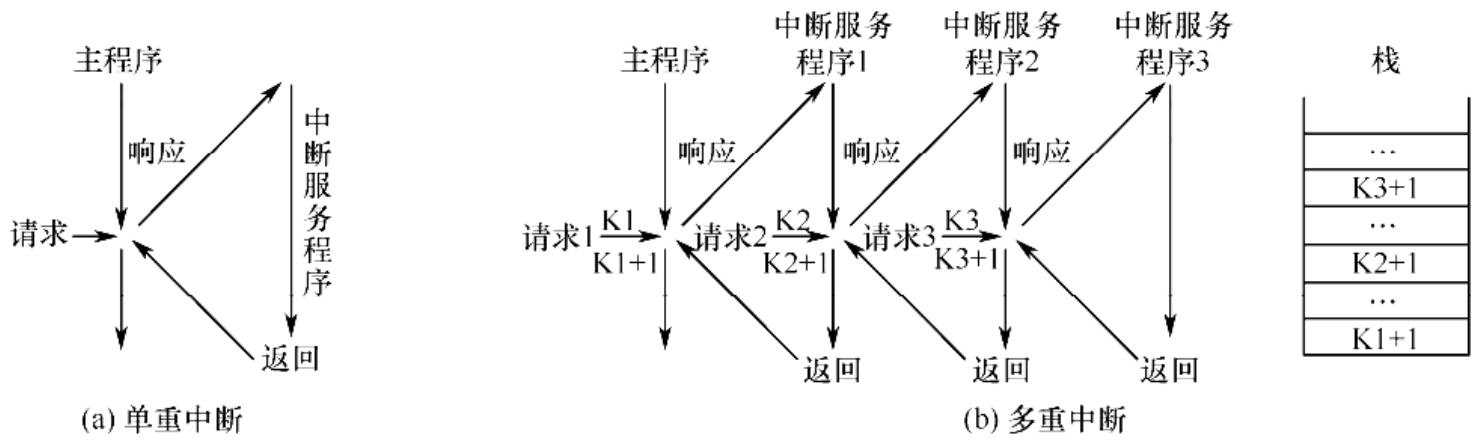 主程序
响应
请求
中断服务程序
返回
(a) 单重中断
主程序
中断服务
程序1
中断服务
程序2
中断服务
程序3
响应
响应
响应
请求1
K1
K1+1
请求2
K2
K2+1
请求3
K3
K3+1
返回
返回
返回
栈
…
K3+1
…
K2+1
…
K1+1
(b) 多重中断